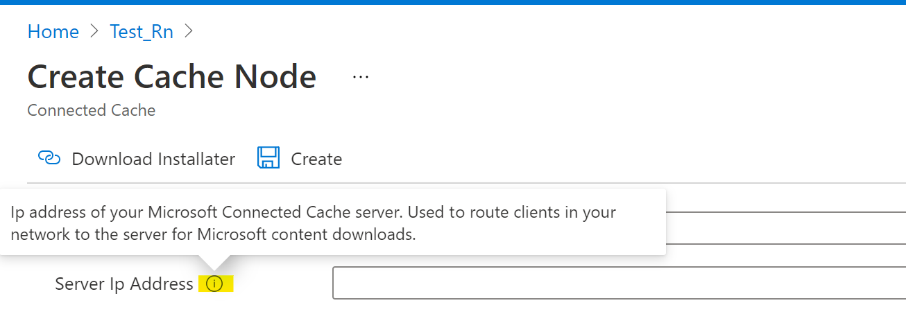 Home > Test_Rn >
Create Cache Node ...
Connected Cache
Download Installater Create
Ip address of your Microsoft Connected Cache server. Used to route clients in your
network to the server for Microsoft content downloads.
Server Ip Address